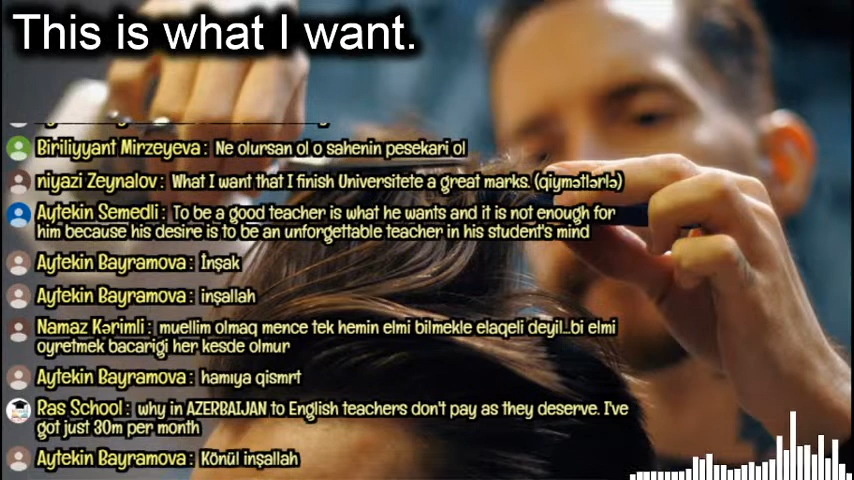 This is what I want.
Biriliyyant Mirzeyeva : Ne olursan ol o sahenin pesekari ol
niyazi Zeynalov : What I want that I finish Universitete a great marks. (qiymətlərlə)
Aytekin Semedli : To be a good teacher is what he wants and it is not enough for
him because his desire is to be an unforgettable teacher in his student's mind
Aytekin Bayramova : İnşak
Aytekin Bayramova : inşallah
Namaz Kərimli : muellim olmaq mence tek hemin elmi bilmekle elaqeli deyil...bi elmi
oyretmek bacarigi her kesde olmur
Aytekin Bayramova : hamıya qismrt
Ras School : why in AZERBAIJAN to English teachers don't pay as they deserve. I've
got just 30m per month
Aytekin Bayramova : Könül inşallah